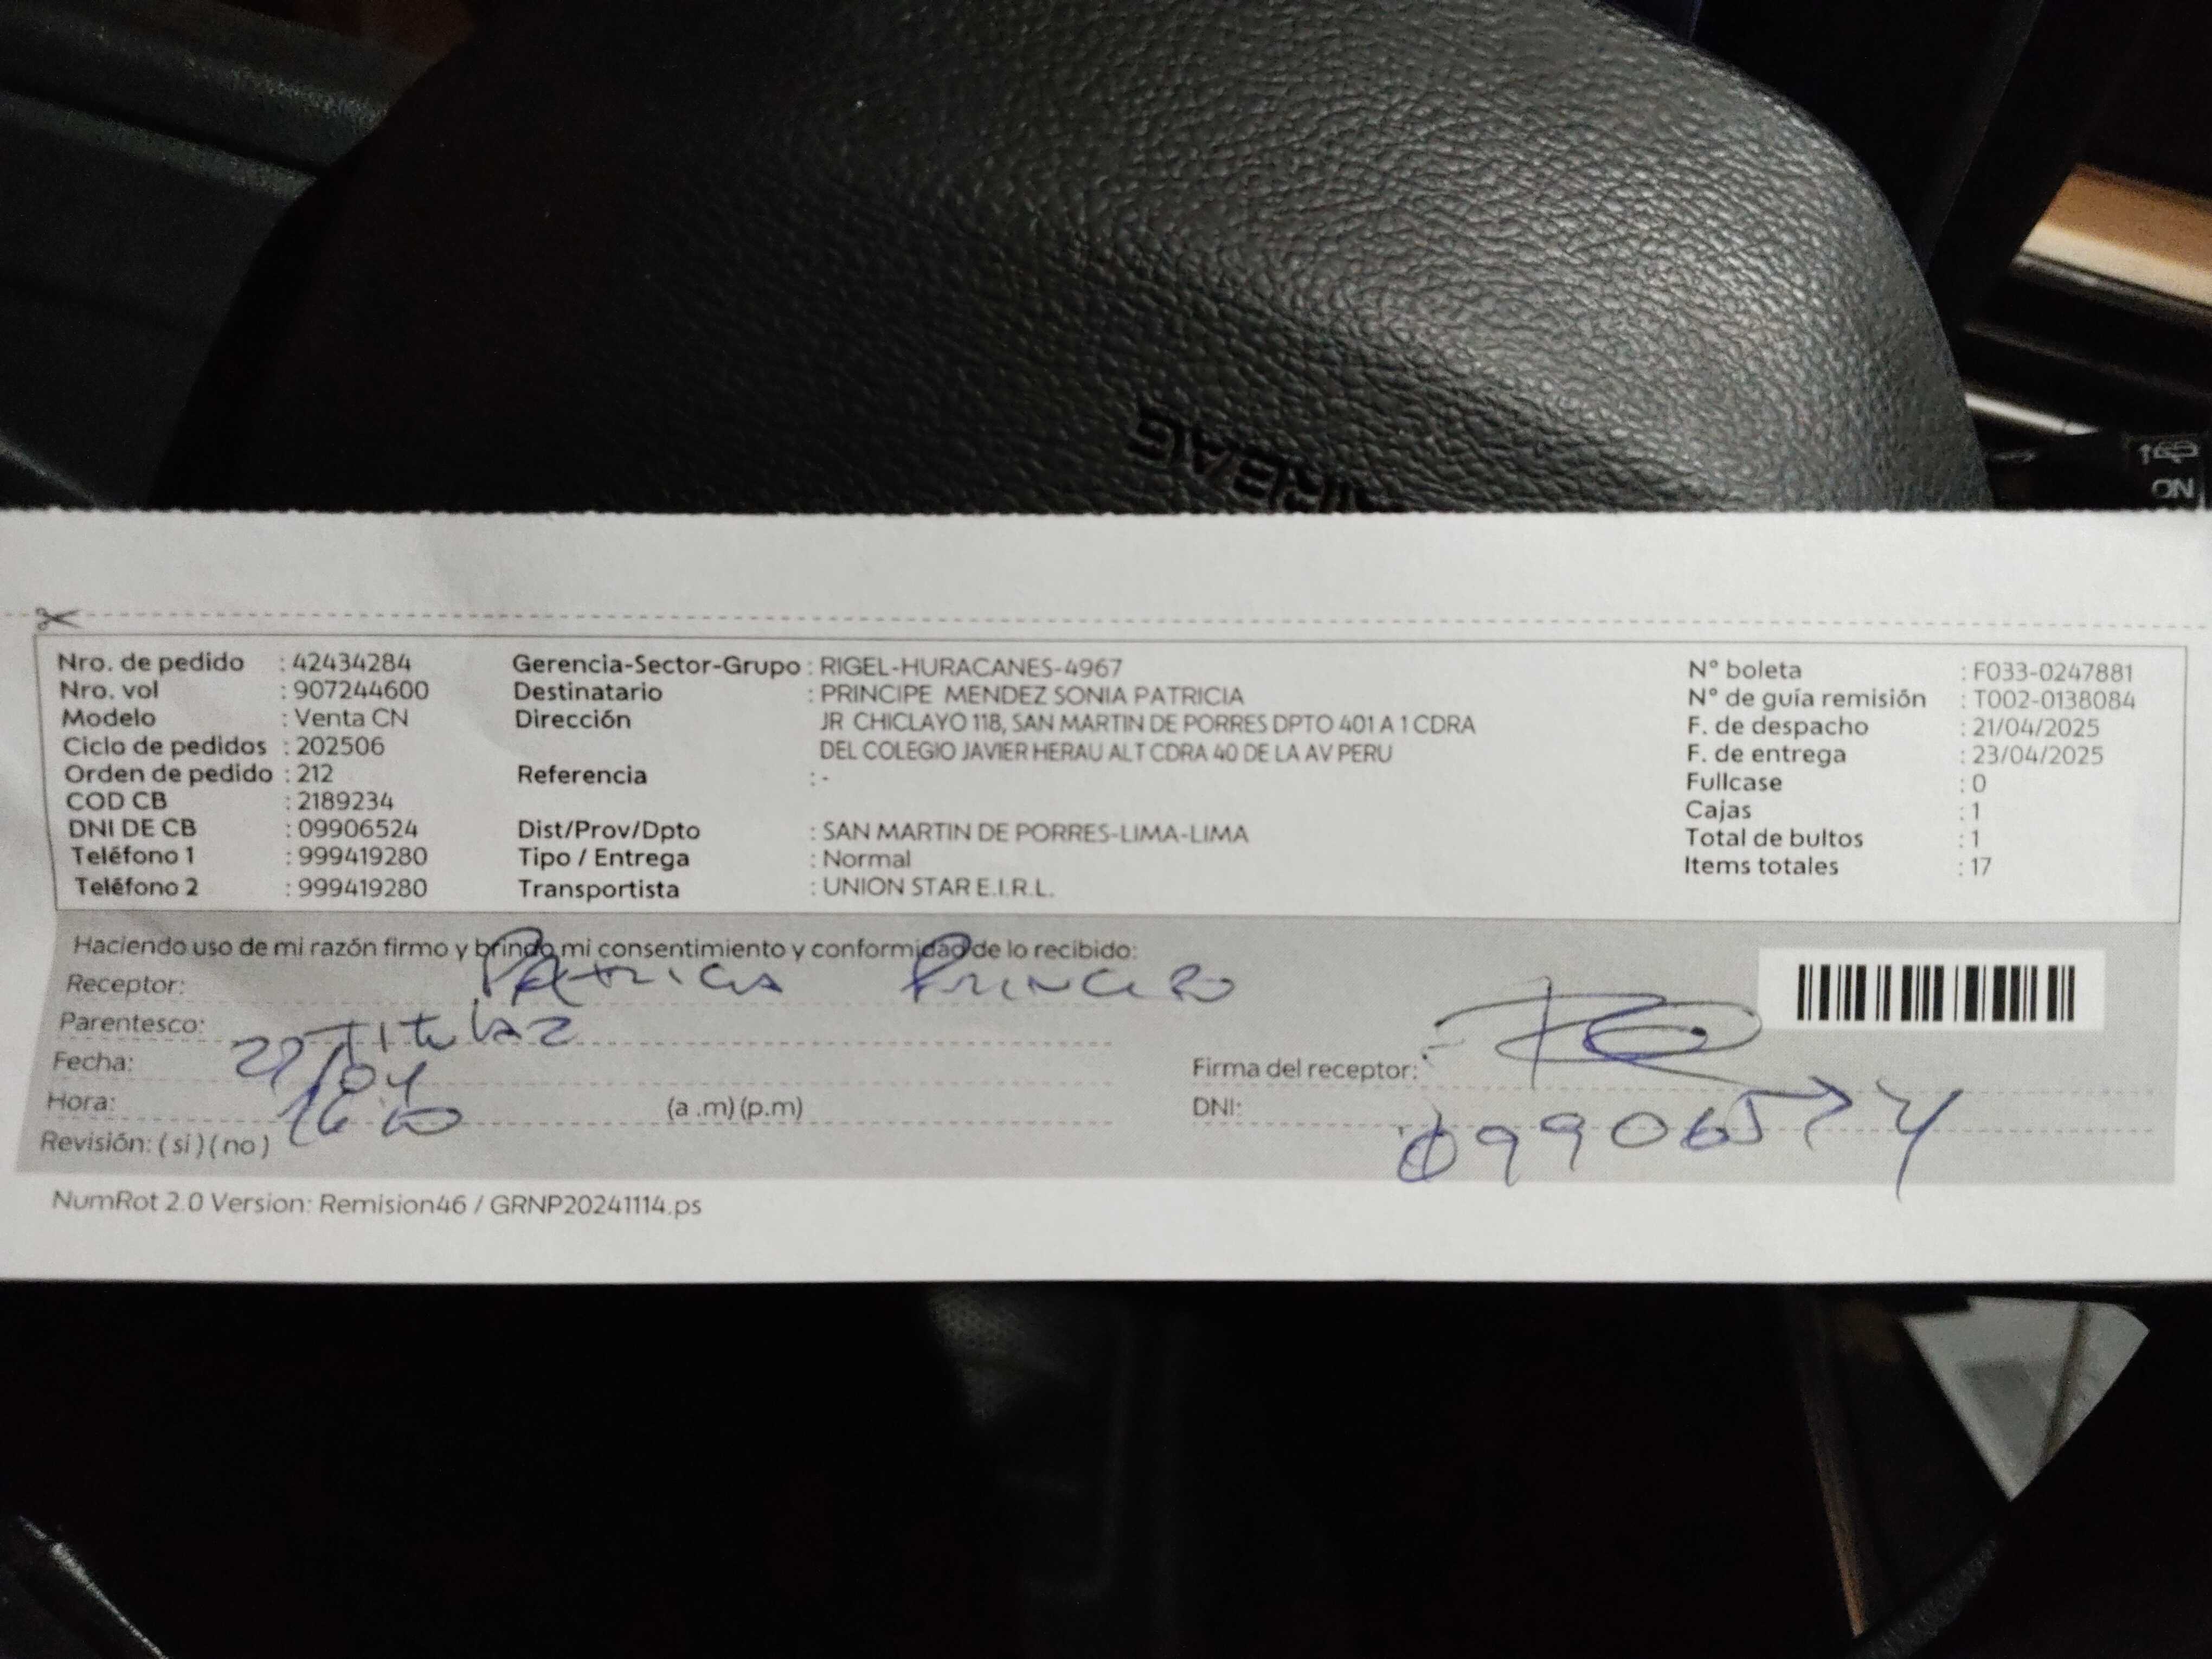 AIRBAG
ON
Nro. de pedido : 42434284
Nro. vol : 907244600
Modelo : Venta CN
Ciclo de pedidos : 202506
Orden de pedido : 212
COD CB : 2189234
DNI DE CB : 09906524
Teléfono 1 : 999419280
Teléfono 2 : 999419280
Gerencia-Sector-Grupo : RIGEL-HURACANES-4967
Destinatario : PRINCIPE MENDEZ SONIA PATRICIA
Dirección JR CHICLAYO 118, SAN MARTIN DE PORRES DPTO 401 A 1 CDRA
DEL COLEGIO JAVIER HERAU ALT CDRA 40 DE LA AV PERU
Referencia : -
Dist/Prov/Dpto : SAN MARTIN DE PORRES-LIMA-LIMA
Tipo / Entrega : Normal
Transportista : UNION STAR E.I.R.L.
N° boleta : F033-0247881
N° de guía remisión : T002-0138084
F. de despacho : 21/04/2025
F. de entrega : 23/04/2025
Fullcase : 0
Cajas : 1
Total de bultos : 1
Items totales : 17
Haciendo uso de mi razón firmo y brindo mi consentimiento y conformidad de lo recibido:
Receptor: Patricia
Parentesco: Titular
Fecha:
Hora: (a .m) (p.m)
Revisión: ( si ) ( no )
Firma del receptor:
DNI: 09906524
NumRot 2.0 Version: Remision46 / GRNP20241114.ps